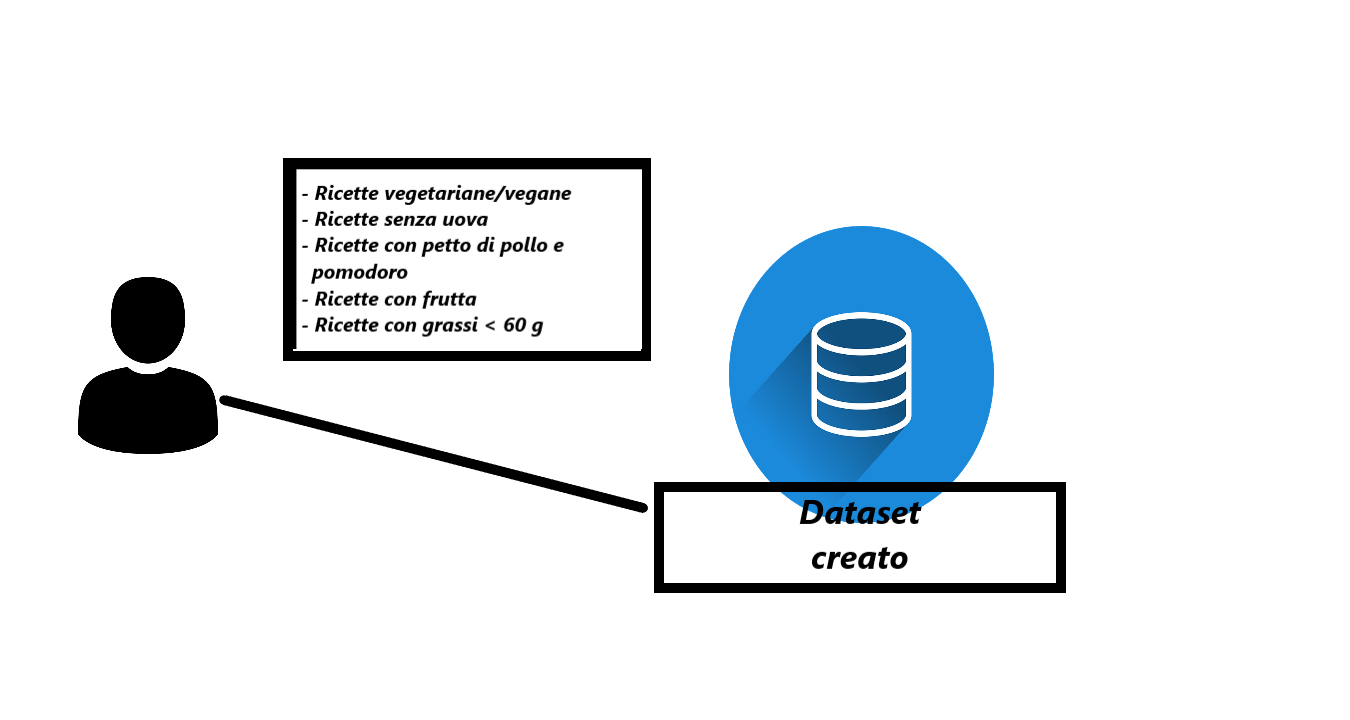 - Ricette vegetariane/vegane
- Ricette senza uova
- Ricette con petto di pollo e
pomodoro
- Ricette con frutta
- Ricette con grassi < 60 g
Dataset
creato